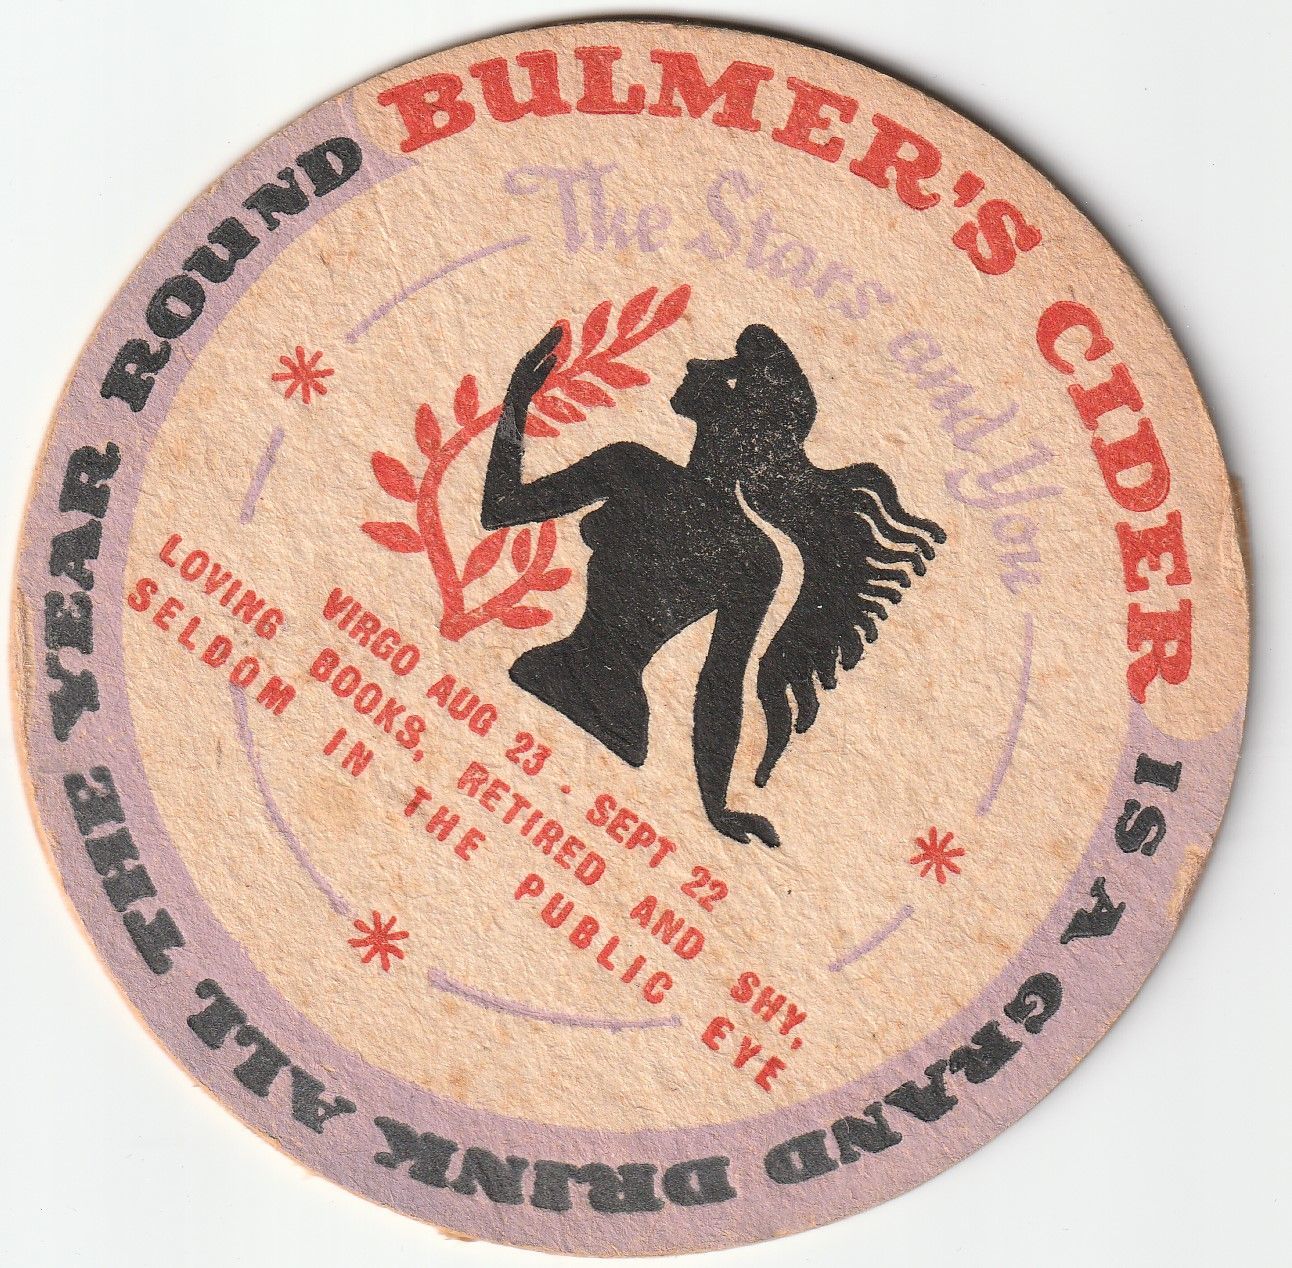 BULMER'S CIDER
IS A GRAND DRINK ALL THE YEAR ROUND
The Stars and You
VIRGO AUG 23 . SEPT 22
LOVING BOOKS, RETIRED AND SHY,
SELDOM IN THE PUBLIC EYE